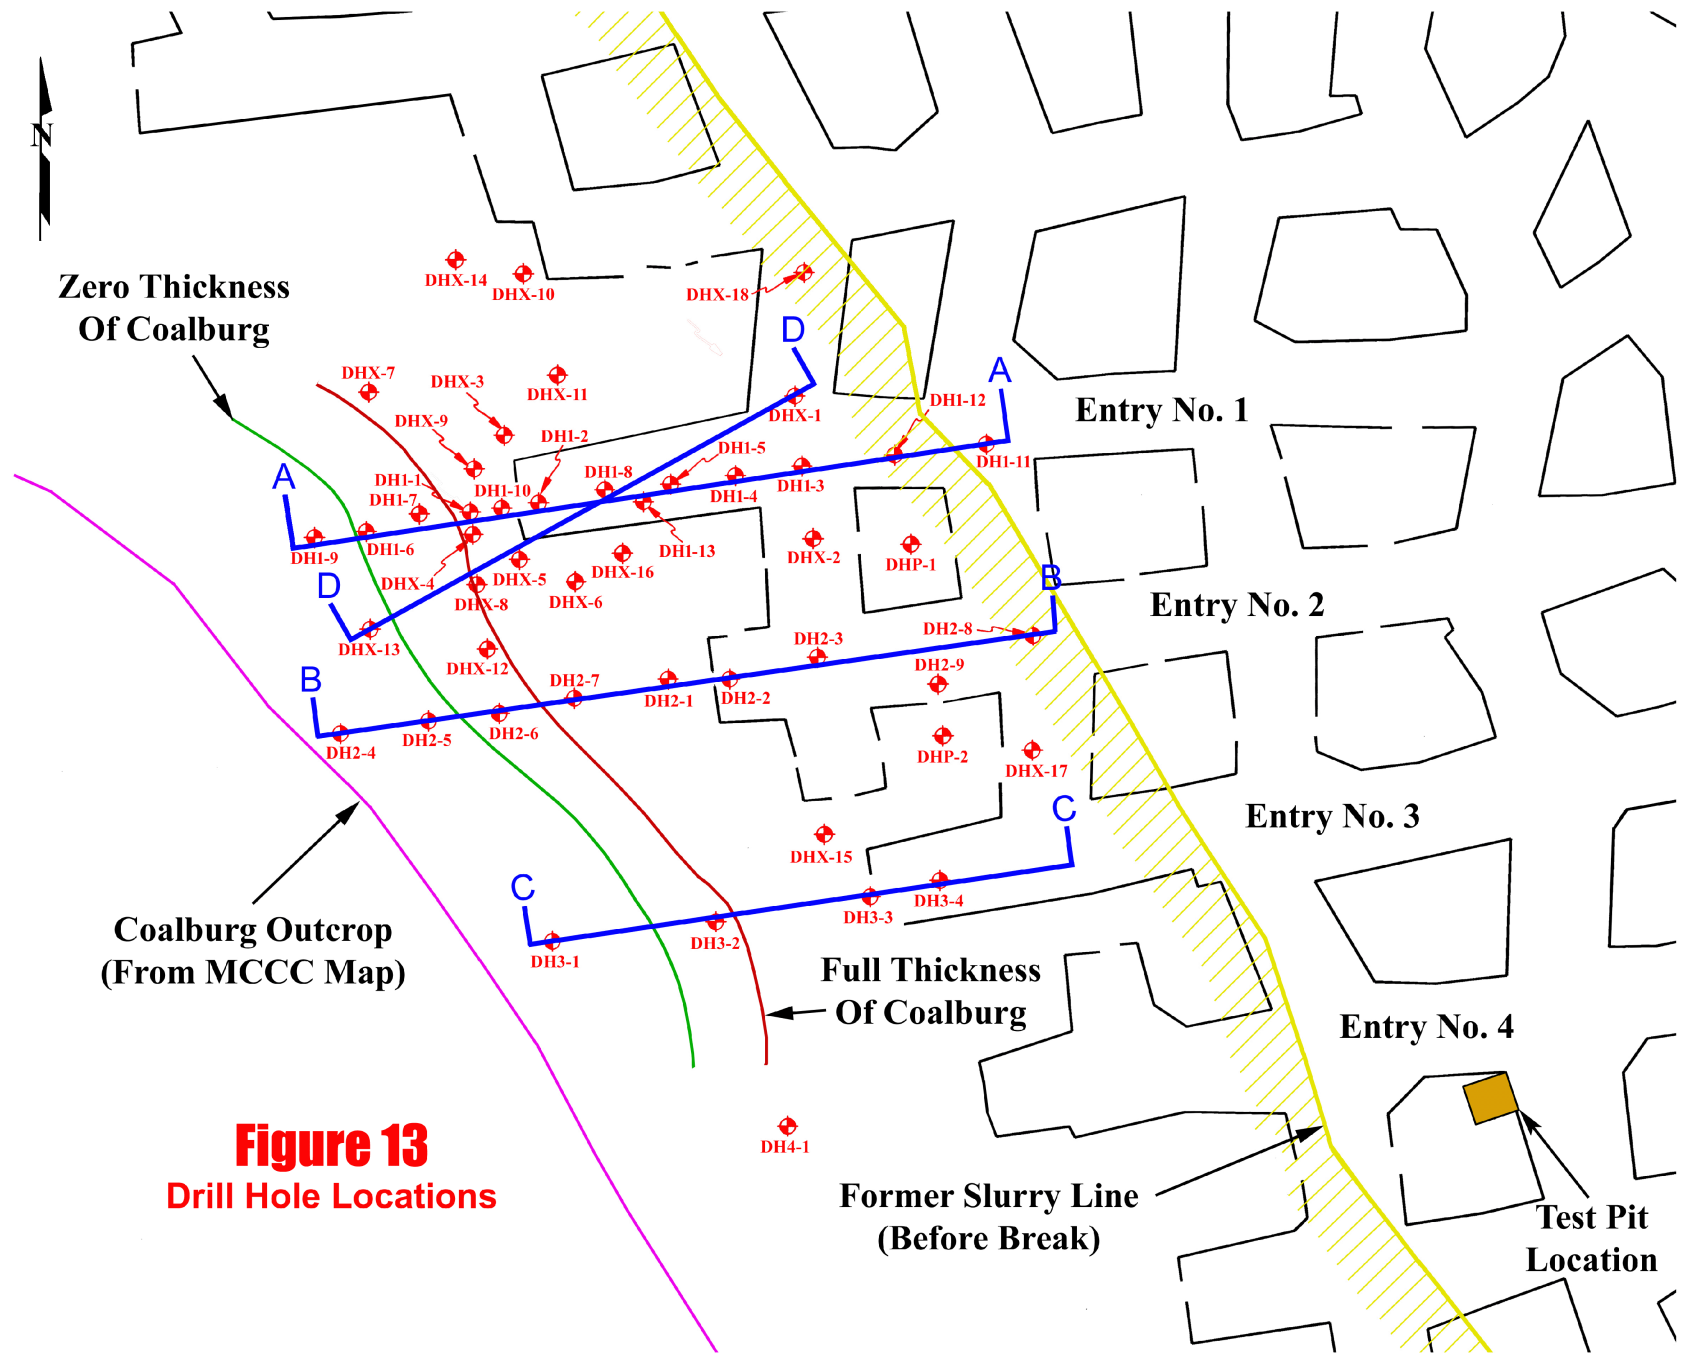 N
Zero Thickness
Of Coalburg
DHX-14
DHX-10
DHX-18
D
A
DHX-7
DHX-3
DHX-11
DHX-1
DH1-12
Entry No. 1
DHX-9
DH1-2
DH1-5
DH1-11
A
DH1-1
DH1-8
DH1-10
DH1-4
DH1-3
DH1-7
DH1-9
DH1-6
DH1-13
DHX-2
DHP-1
D
DHX-4
DHX-5
DHX-16
B
DHX-8
DHX-6
Entry No. 2
DHX-13
DHX-12
DH2-3
DH2-8
DH2-9
B
DH2-7
DH2-1
DH2-2
DH2-4
DH2-5
DH2-6
DHP-2
DHX-17
C
Entry No. 3
DHX-15
C
Coalburg Outcrop
(From MCCC Map)
DH3-1
DH3-2
DH3-3
DH3-4
Full Thickness
Of Coalburg
Entry No. 4
Figure 13
Drill Hole Locations
DH4-1
Former Slurry Line
(Before Break)
Test Pit
Location